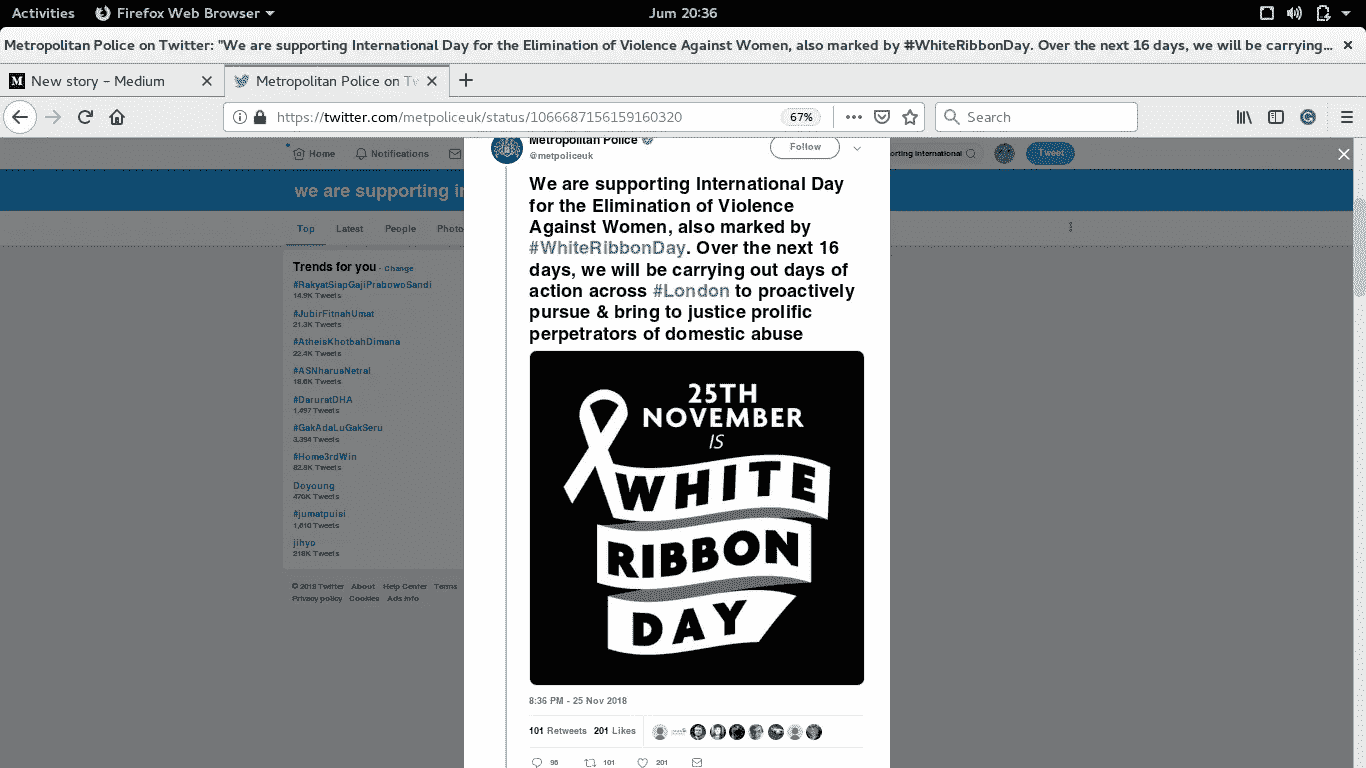 Activities Firefox Web Browser Jum 20:36
Metropolitan Police on Twitter: "We are supporting International Day for the Elimination of Violence Against Women, also marked by #WhiteRibbonDay. Over the next 16 days, we will be carrying…
New story – Medium Metropolitan Police on Tw
https://twitter.com/metpoliceuk/status/1066687156159160320 67% Search
Home Notifications orting International Tweet
we are supporting i
Top Latest People Photo
Trends for you - Change
#RakyatSiapGajiPrabowoSandi
14.9K Tweets
#JubirFitnahUmat
21.3K Tweets
#AtheisKhotbahDimana
22.4K Tweets
#ASNharusNetral
18.6K Tweets
#DaruratDHA
1,497 Tweets
#GakAdaLuGakSeru
3,394 Tweets
#Home3rdWin
82.8K Tweets
Doyoung
470K Tweets
#jumatpuisi
1,610 Tweets
jihyo
218K Tweets
© 2018 Twitter About Help Center Terms
Privacy policy Cookies Ads info
Metropolitan Police
@metpoliceuk
Follow
We are supporting International Day
for the Elimination of Violence
Against Women, also marked by
#WhiteRibbonDay. Over the next 16
days, we will be carrying out days of
action across #London to proactively
pursue & bring to justice prolific
perpetrators of domestic abuse
25TH
NOVEMBER
IS
WHITE
RIBBON
DAY
8:36 PM - 25 Nov 2018
101 Retweets 201 Likes
96 101 201